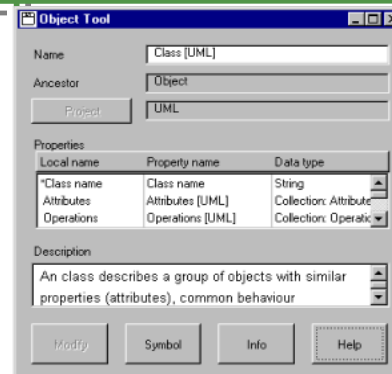 Object Tool
Name Class [UML]
Ancestor Object
Project UML
Properties
Local name Property name Data type
*Class name Class name String
Attributes Attributes [UML] Collection: Attribute
Operations Operations [UML] Collection: Operatic
Description
An class describes a group of objects with similar
properties (attributes), common behaviour
Modify Symbol Info Help